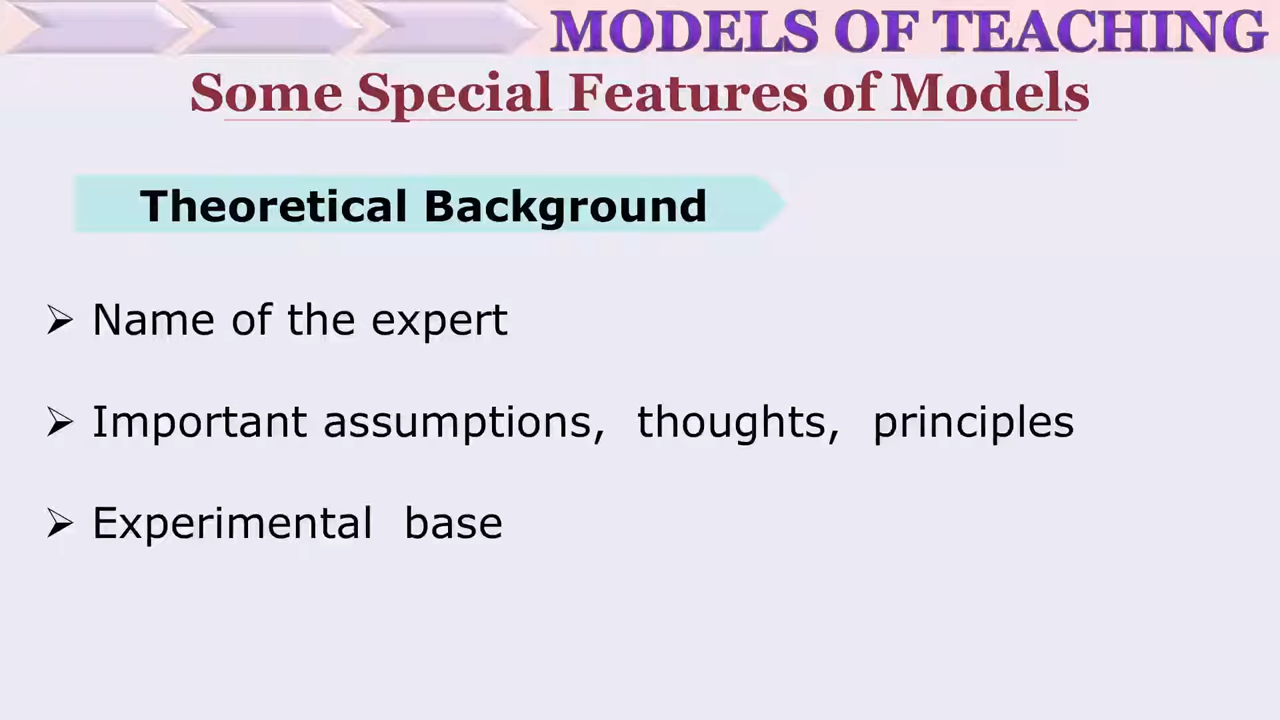 MODELS OF TEACHING
Some Special Features of Models
Theoretical Background
➢ Name of the expert
➢ Important assumptions, thoughts, principles
➢ Experimental base